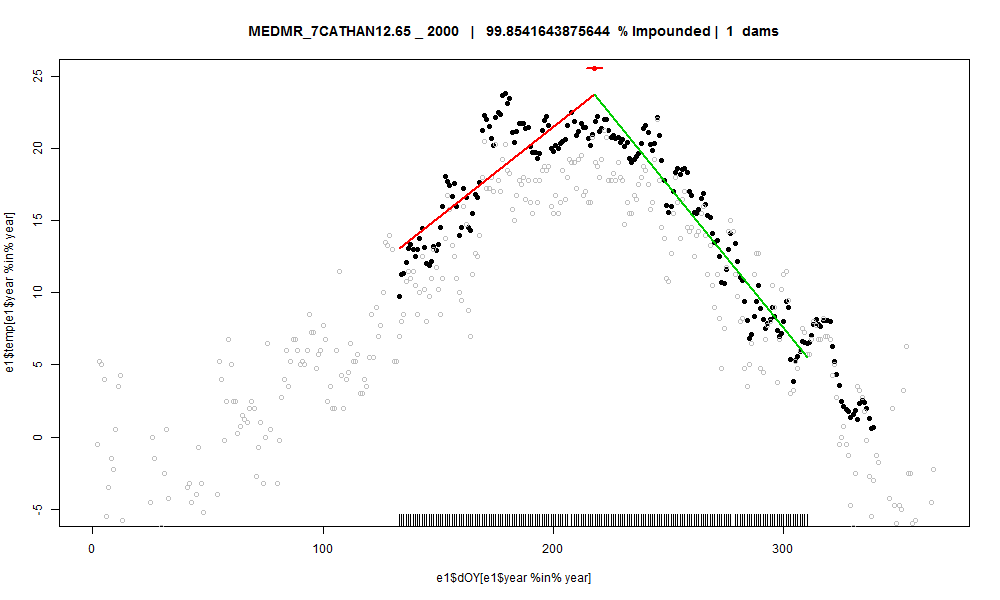 MEDMR_7CATHAN12.65 _ 2000 | 99.8541643875644 % Impounded | 1 dams
25
20
15
10
5
0
-5
e1$temp[e1$year %in% year]
0 100 200 300
e1$dOY[e1$year %in% year]